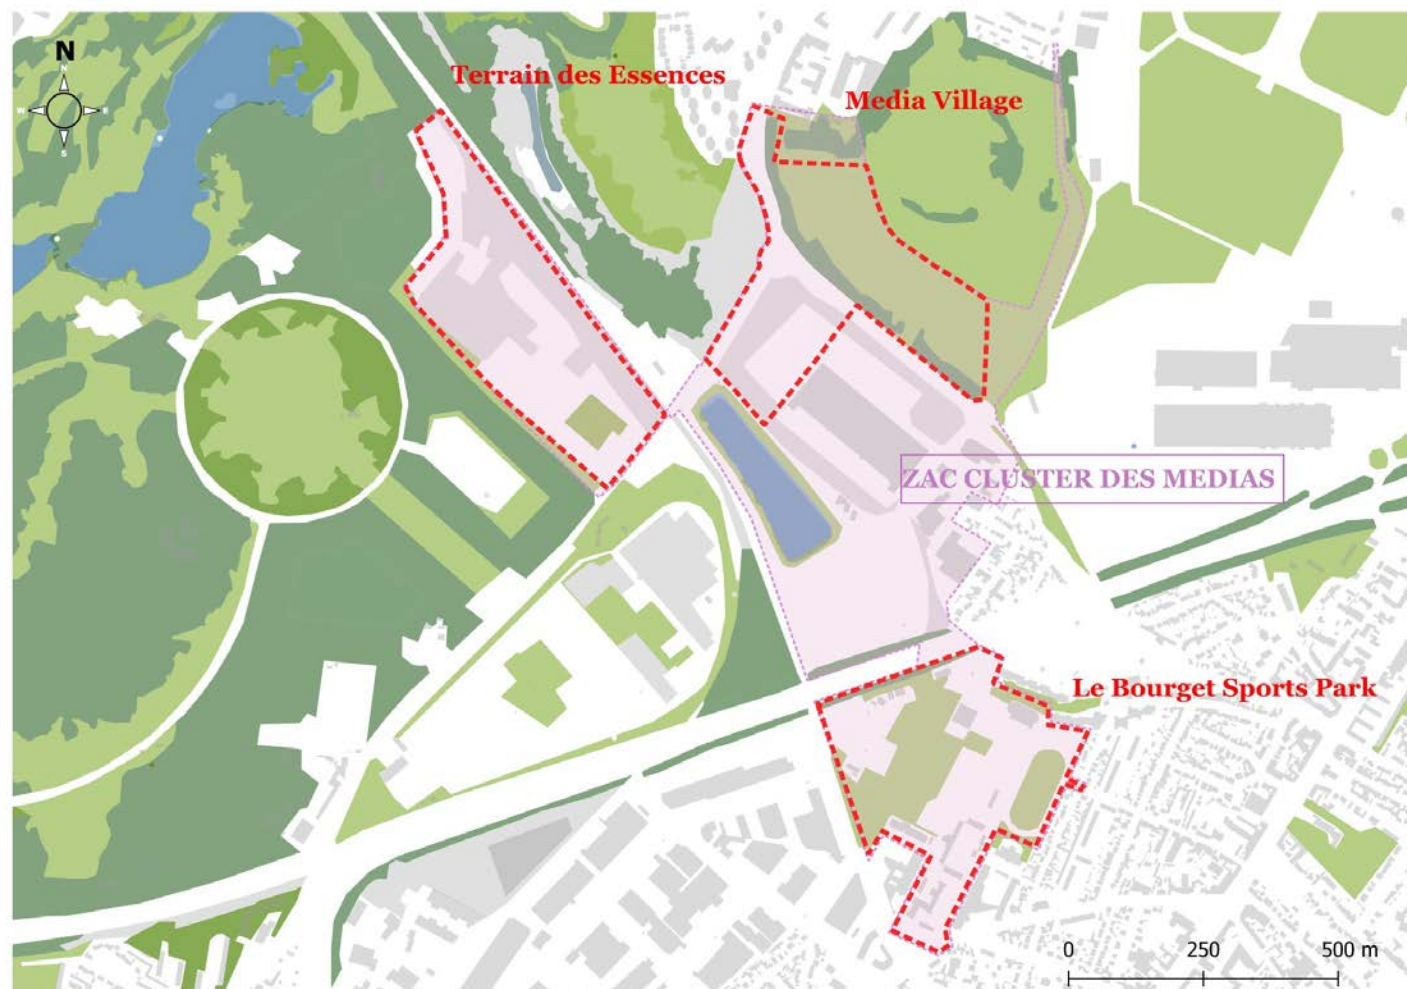 N
N
W E
S
Terrain des Essences
Media Village
ZAC CLUSTER DES MEDIAS
Le Bourget Sports Park
0 250 500 m